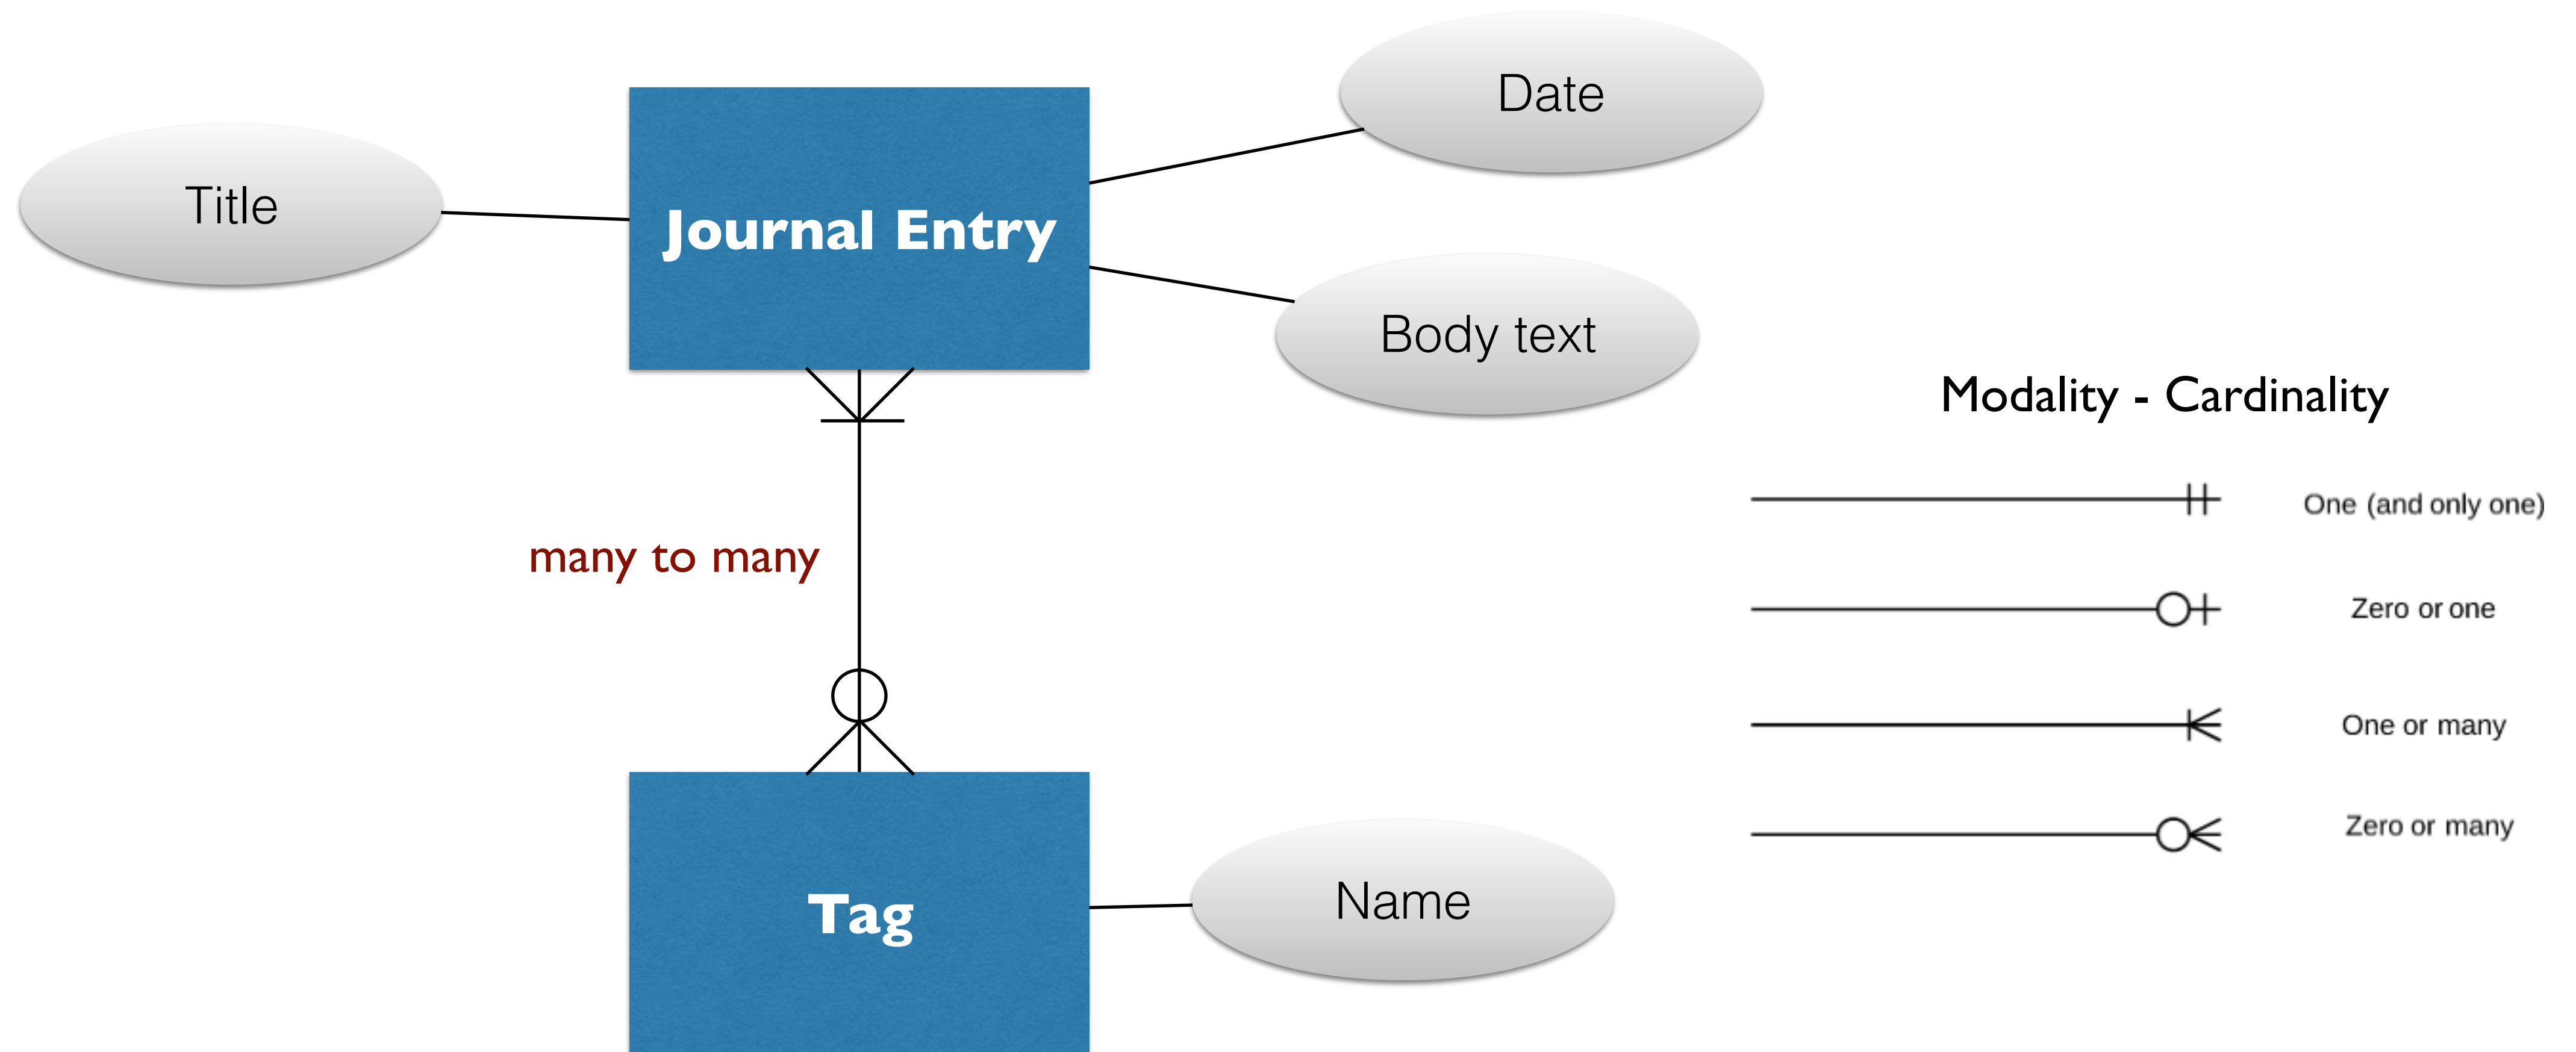 Date
Title
Journal Entry
Body text
Modality - Cardinality
One (and only one)
many to many
Zero or one
One or many
Zero or many
Name
Tag